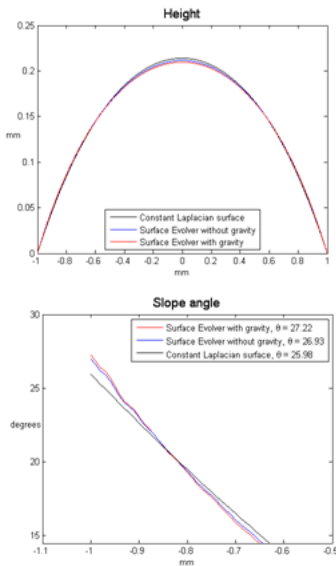 Height
0.25
0.2
0.15
mm
0.1
0.05
0
Constant Laplacian surface
Surface Evolver without gravity
Surface Evolver with gravity
-1 -0.8 -0.6 -0.4 -0.2 0 0.2 0.4 0.6 0.8 1
mm
Slope angle
30
Surface Evolver with gravity, θ = 27.22
Surface Evolver without gravity, θ = 26.93
Constant Laplacian surface, θ = 25.98
25
degrees
20
15
-1.1 -1 -0.9 -0.8 -0.7 -0.6 -0.5
mm